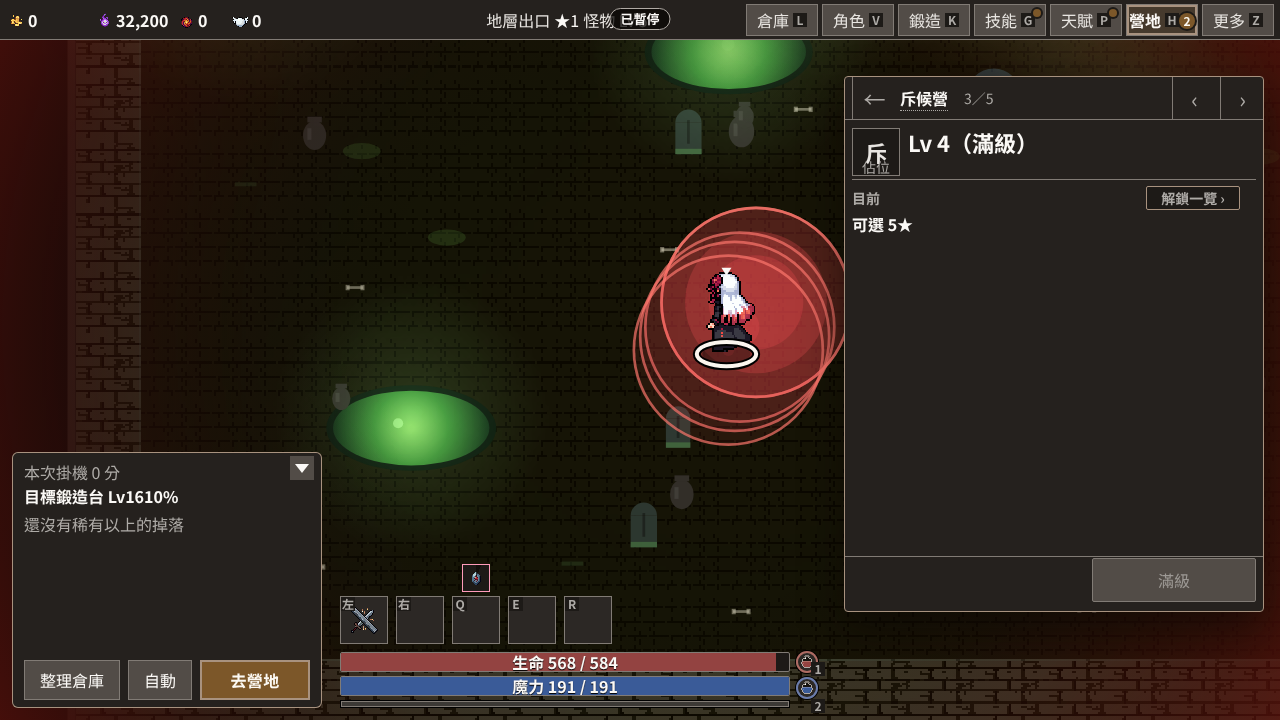 0
32,200
0
0
地層出口 ★1 怪物
已暫停
倉庫 L
角色 V
鍛造 K
技能 G
天賦 P
營地 H 2
更多 Z
← 斥候營 3／5 ‹ ›
斥
佔位
Lv 4（滿級）
目前
解鎖一覽 ›
可選 5★
滿級
本次掛機 0 分
目標鍛造台 Lv1610%
還沒有稀有以上的掉落
整理倉庫
自動
去營地
左
右
Q
E
R
生命 568 / 584
1
魔力 191 / 191
2